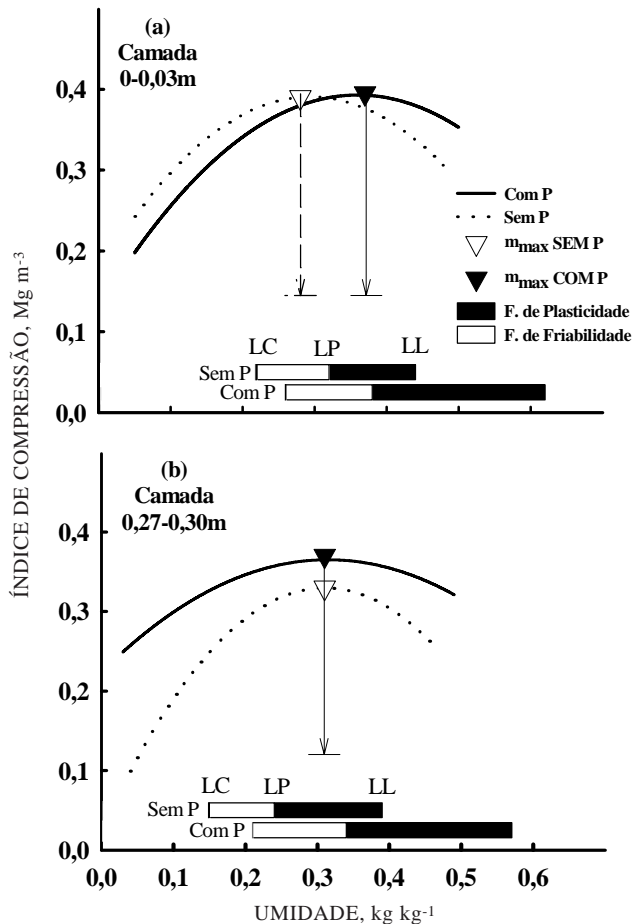 ÍNDICE DE COMPRESSÃO, Mg m⁻³
(a)
Camada
0-0,03m
0,4
0,3
0,2
0,1
0,0
Com P
Sem P
mmax SEM P
mmax COM P
F. de Plasticidade
F. de Friabilidade
LC LP LL
Sem P
Com P
(b)
Camada
0,27-0,30m
0,4
0,3
0,2
0,1
0,0
LC LP LL
Sem P
Com P
0,0 0,1 0,2 0,3 0,4 0,5 0,6
UMIDADE, kg kg⁻¹